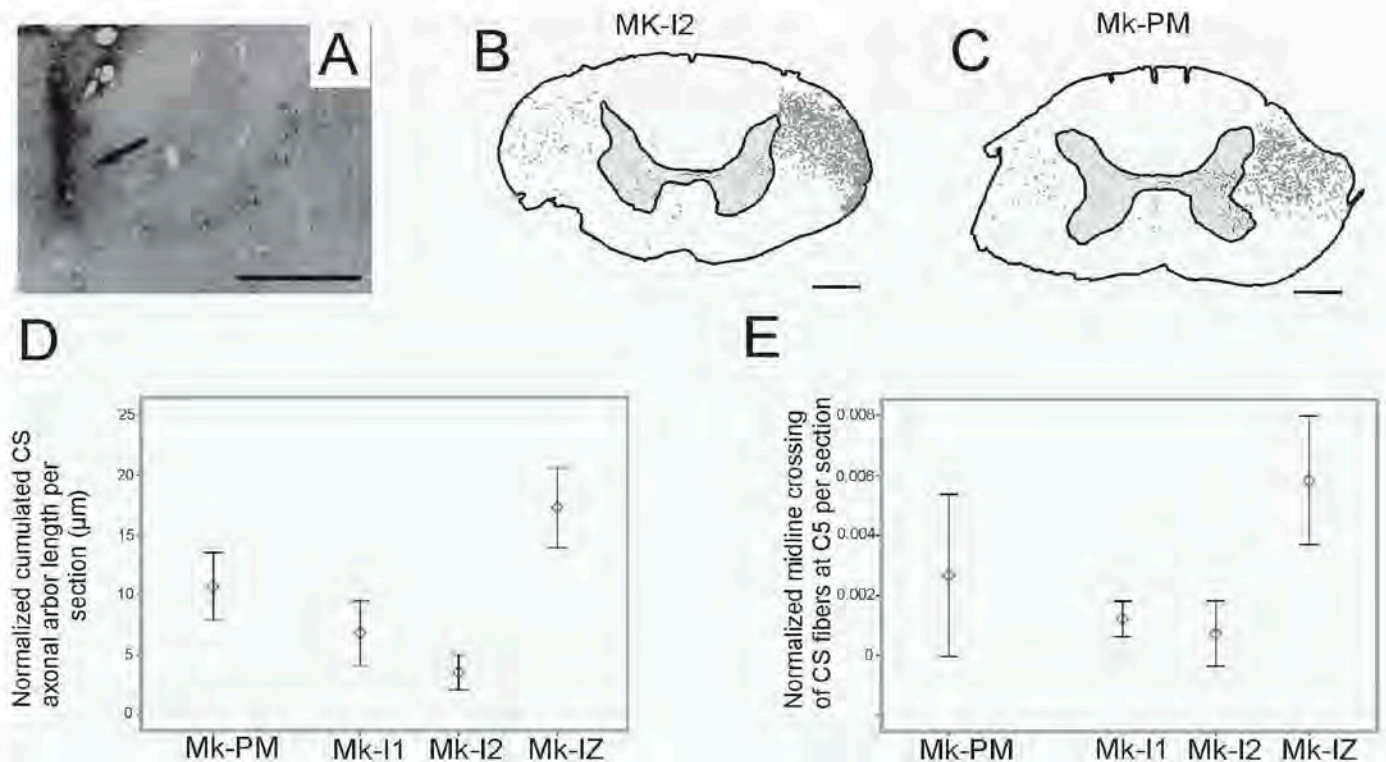 A
B
MK-I2
C
Mk-PM
D
Normalized cumulated CS
axonal arbor length per
section (µm)
25
20
15
10
5
0
Mk-PM Mk-I1 Mk-I2 Mk-IZ
E
Normalized midline crossing
of CS fibers at C5 per section
0.008
0.006
0.004
0.002
0
Mk-PM Mk-I1 Mk-I2 Mk-IZ